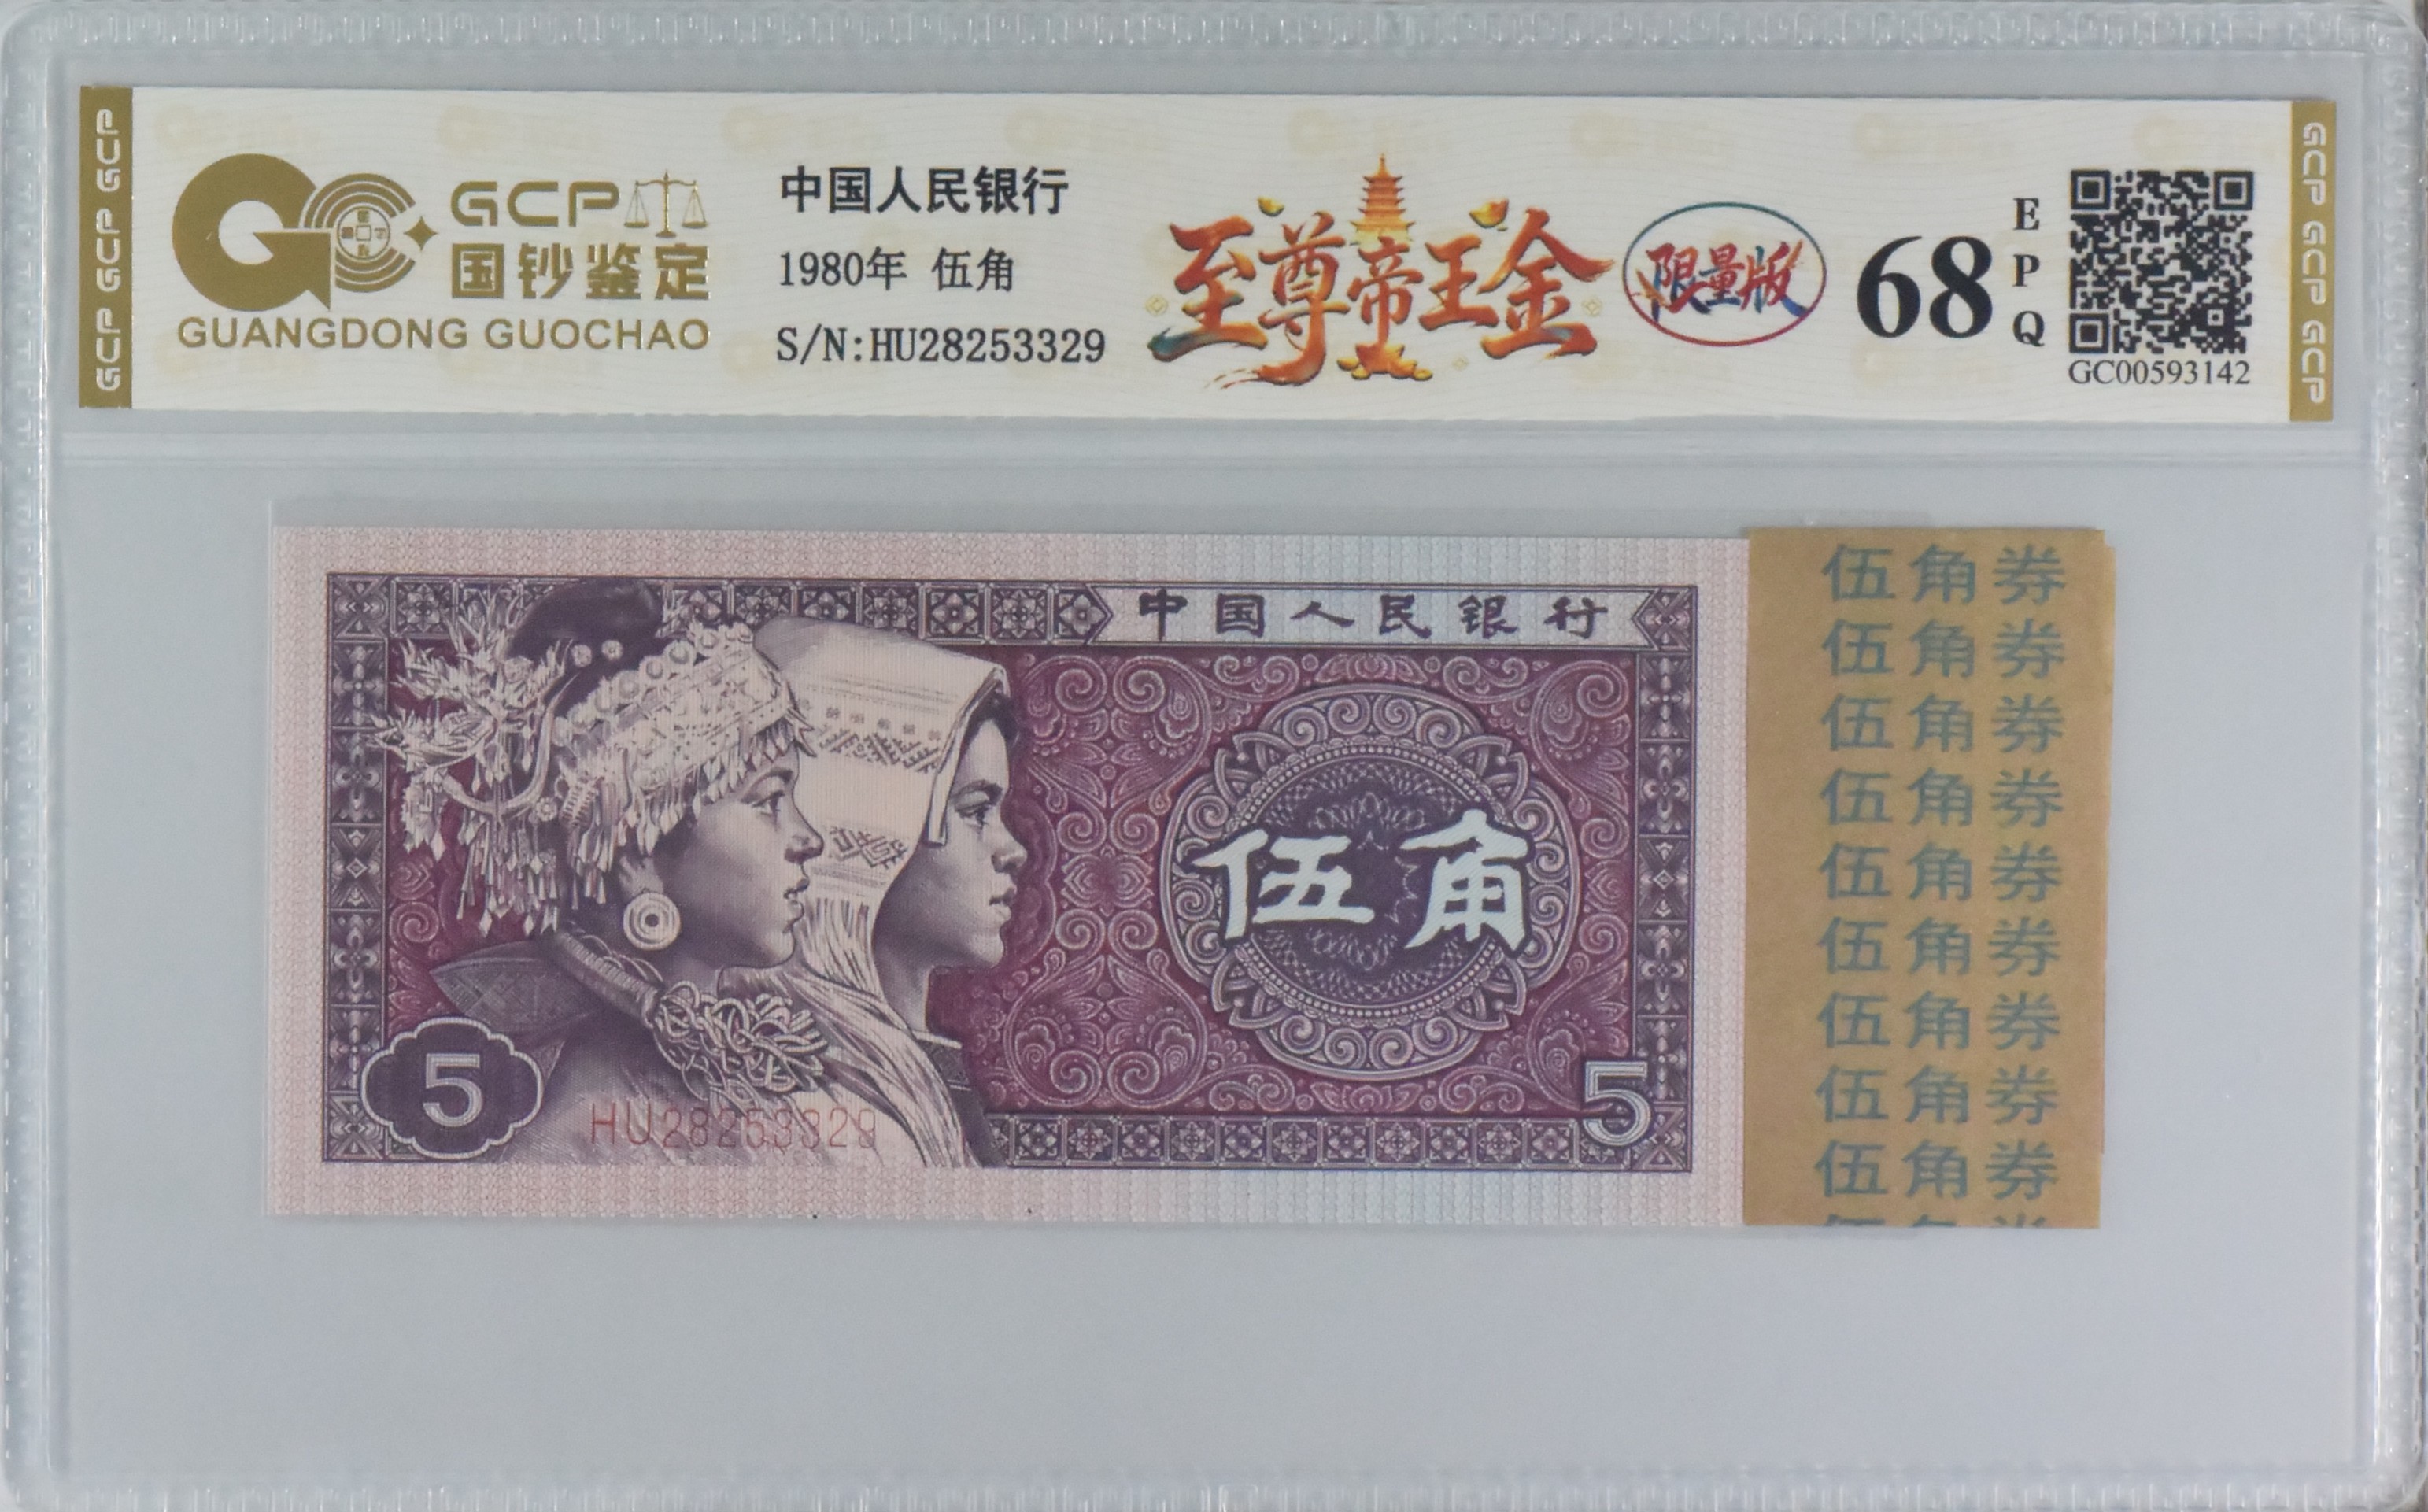 GCP GCP GCP
GCP
国钞鉴定
GUANGDONG GUOCHAO
中国人民银行
1980年 伍角
S/N:HU28253329
至尊帝王金
限量版
68
E
P
Q
GC00593142
GCP GCP GCP
中国人民银行
伍角
5
HU28253329
5
伍角券
伍角券
伍角券
伍角券
伍角券
伍角券
伍角券
伍角券
伍角券